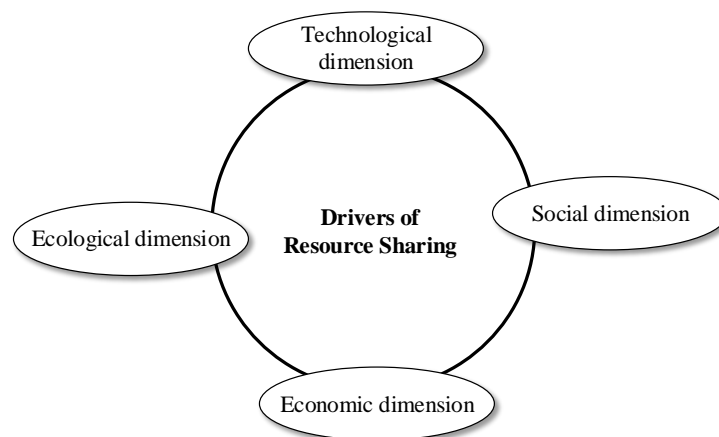 Technological
dimension
Social dimension
Drivers of
Resource Sharing
Ecological dimension
Economic dimension